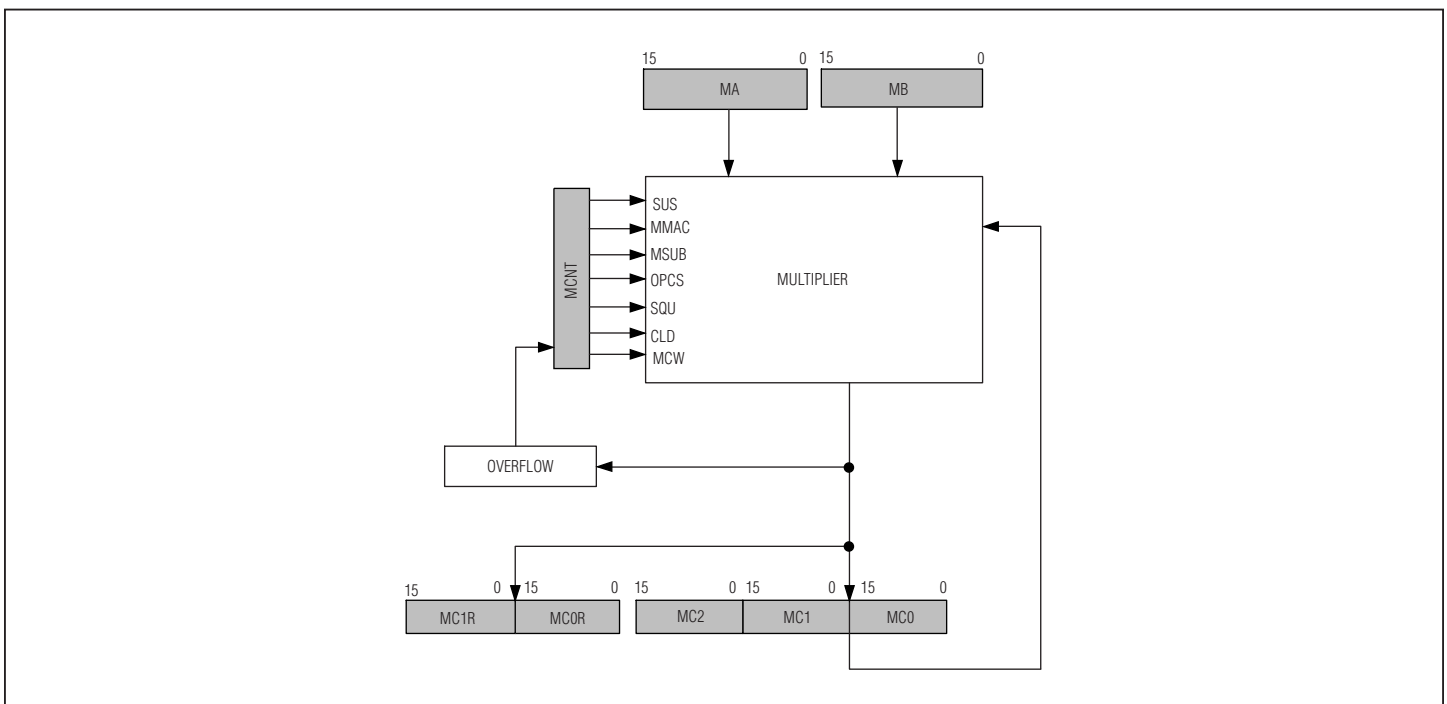 15 0 15 0
MA MB
SUS
MMAC
MSUB
OPCS
SQU
CLD
MCW
MCNT
MULTIPLIER
OVERFLOW
15 0 15 0 15 0 15 0 15 0
MC1R MC0R MC2 MC1 MC0